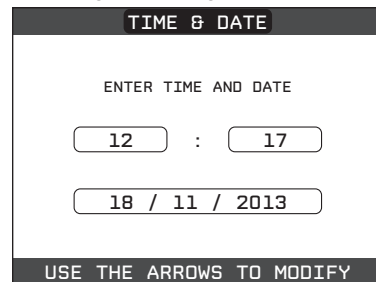 TIME & DATE
ENTER TIME AND DATE
12 : 17
18 / 11 / 2013
USE THE ARROWS TO MODIFY